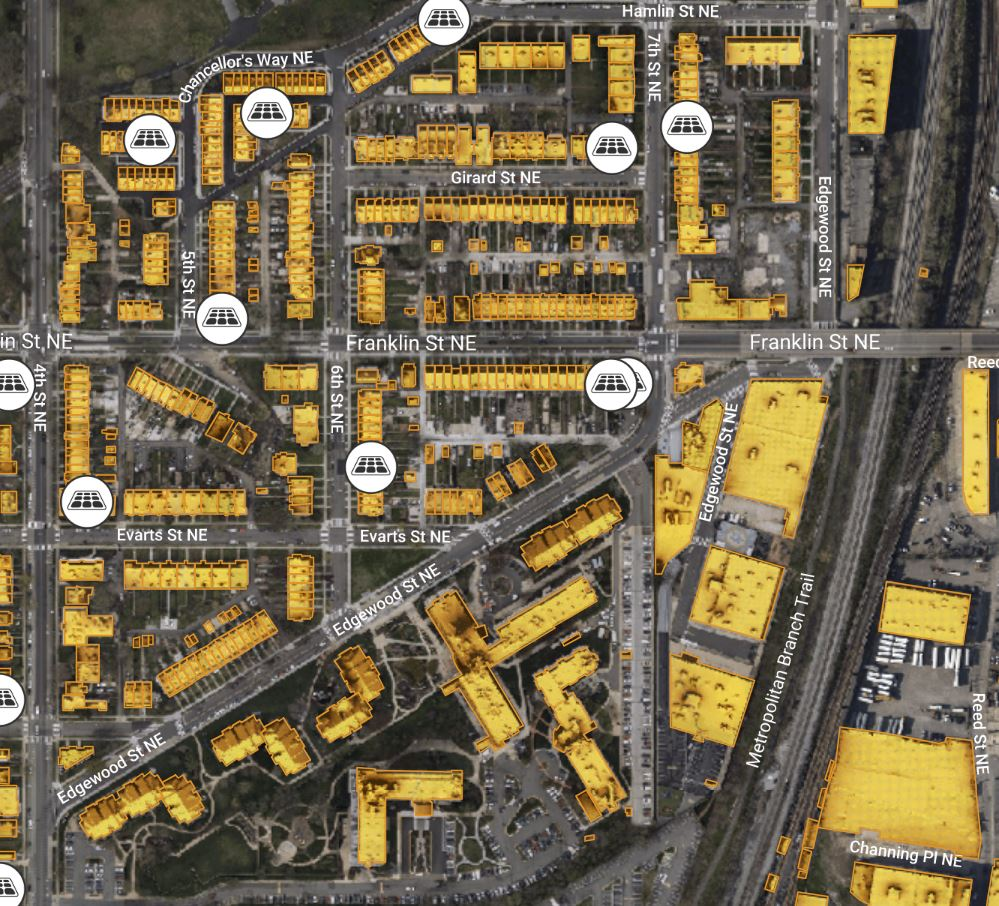 Hamlin St NE
7th St NE
Chancellor's Way NE
Girard St NE
Edgewood St NE
5th St NE
in St NE
Franklin St NE
Franklin St NE
Reed
4th St NE
6th St NE
Edgewood St NE
Evarts St NE
Evarts St NE
Edgewood St NE
Metropolitan Branch Trail
Reed St NE
Edgewood St NE
Channing Pl NE